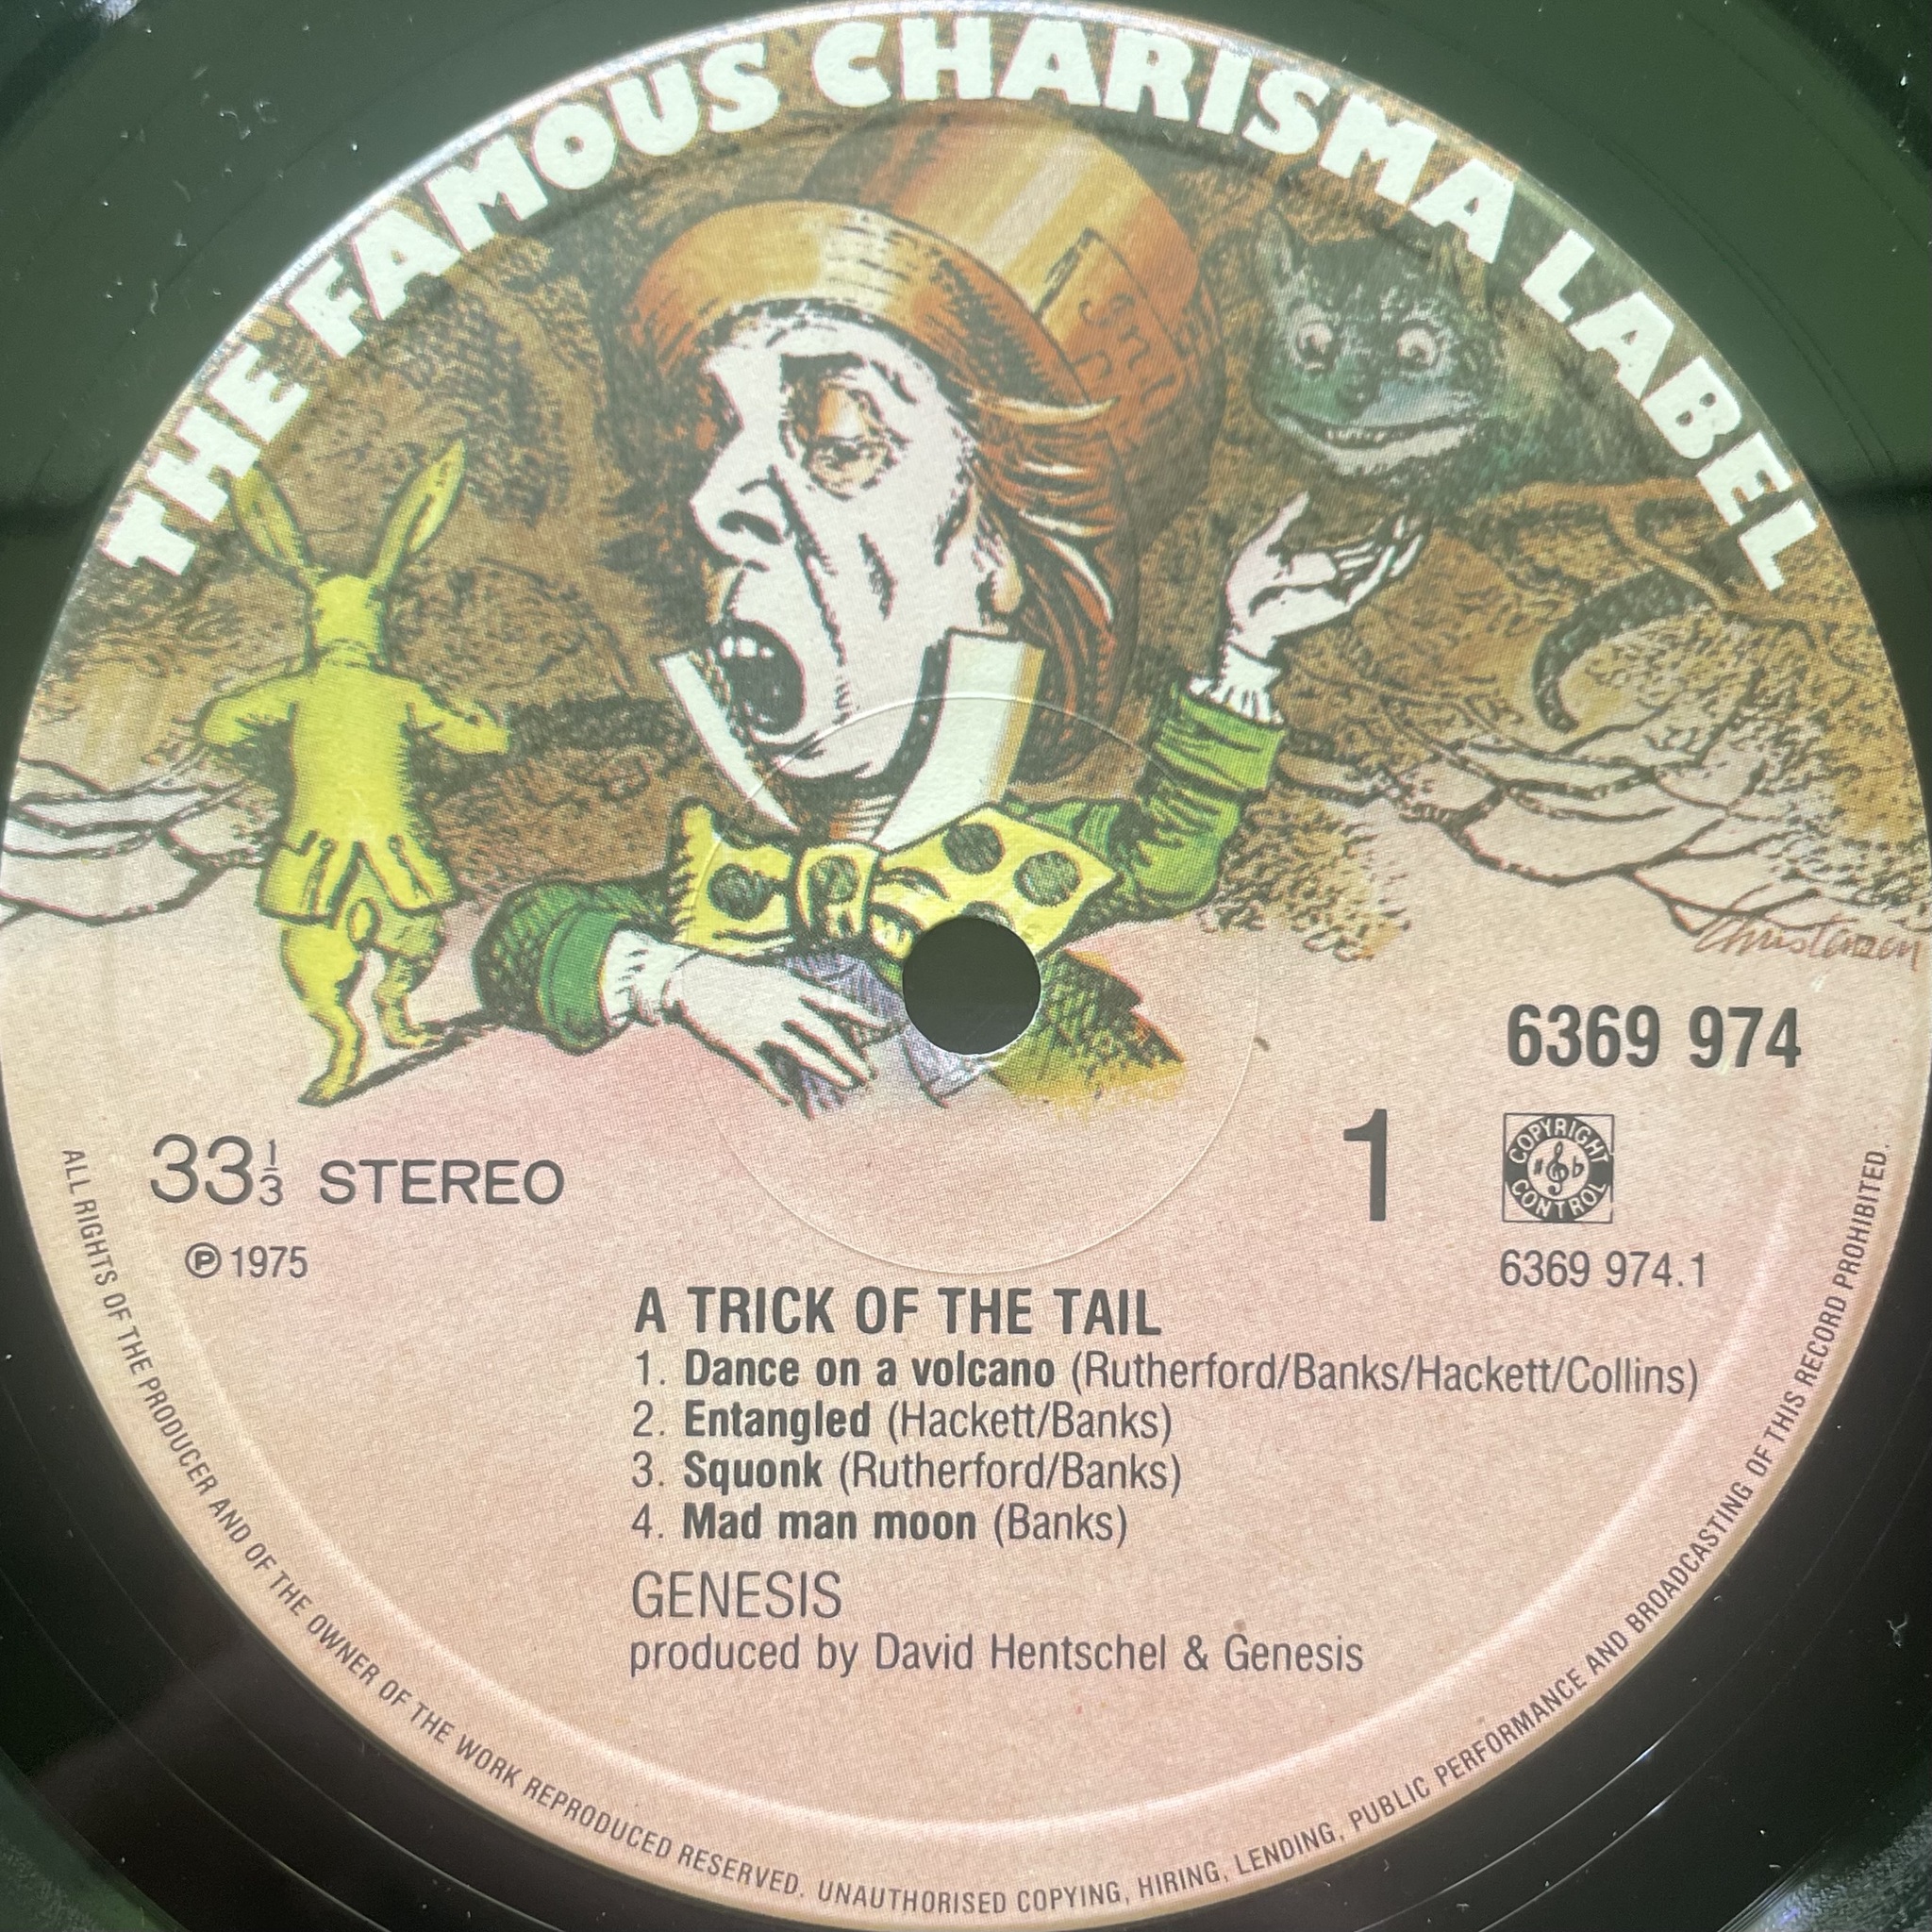 THE FAMOUS CHARISMA LABEL
Christensen
6369 974
33 1/3 STEREO
1
COPYRIGHT CONTROL
℗ 1975
6369 974.1
A TRICK OF THE TAIL
1. Dance on a volcano (Rutherford/Banks/Hackett/Collins)
2. Entangled (Hackett/Banks)
3. Squonk (Rutherford/Banks)
4. Mad man moon (Banks)
GENESIS
produced by David Hentschel & Genesis
ALL RIGHTS OF THE PRODUCER AND OF THE OWNER OF THE WORK REPRODUCED RESERVED. UNAUTHORISED COPYING, HIRING, LENDING, PUBLIC PERFORMANCE AND BROADCASTING OF THIS RECORD PROHIBITED.